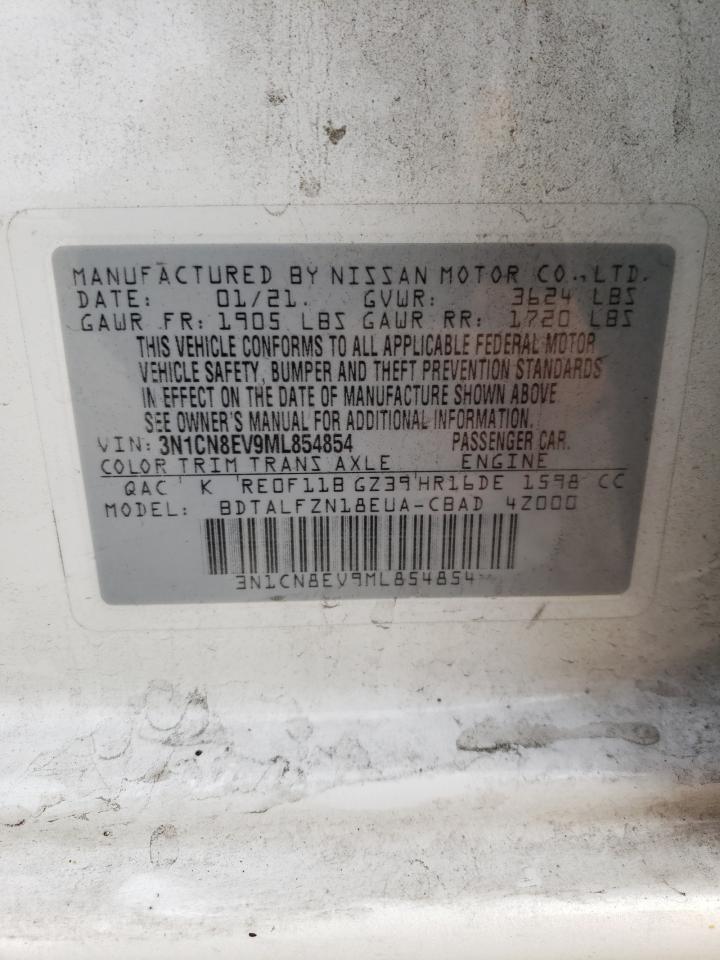 MANUFACTURED BY NISSAN MOTOR CO., LTD.
DATE: 01/21. GVWR: 3624 LBS
GAWR FR: 1905 LBS GAWR RR: 1720 LBS
THIS VEHICLE CONFORMS TO ALL APPLICABLE FEDERAL MOTOR
VEHICLE SAFETY, BUMPER AND THEFT PREVENTION STANDARDS
IN EFFECT ON THE DATE OF MANUFACTURE SHOWN ABOVE
SEE OWNER'S MANUAL FOR ADDITIONAL INFORMATION.
VIN: 3N1CN8EV9ML854854 PASSENGER CAR.
COLOR TRIM TRANS AXLE ENGINE
QAC K RE0F11B GZ39 HR16DE 1598 CC
MODEL: BDTALFZN18EUA-CBAD 4Z000
3N1CN8EV9ML854854